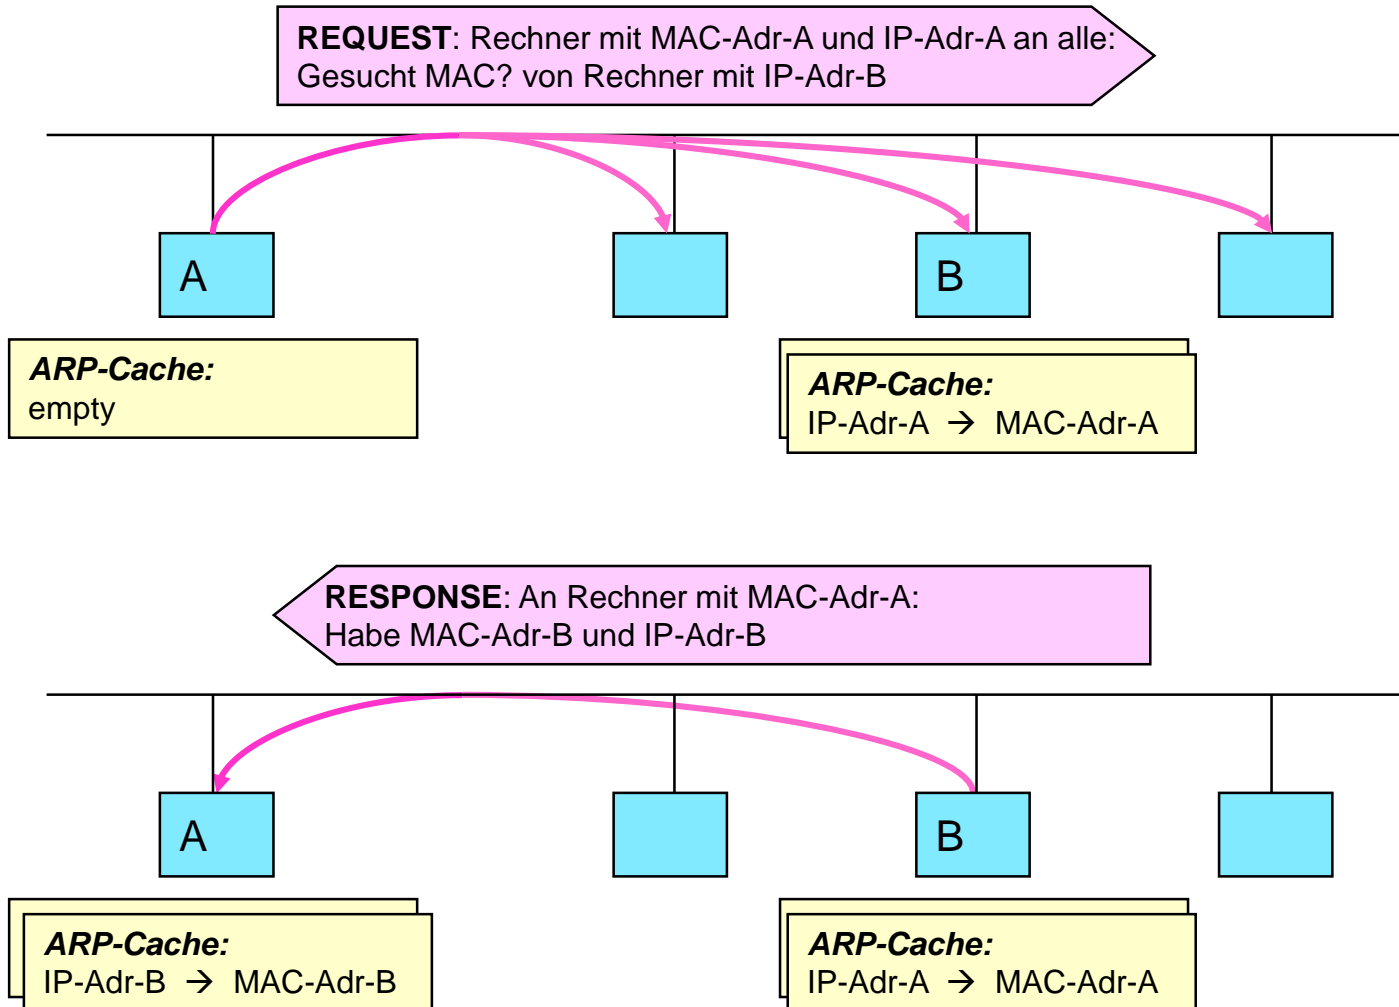 REQUEST: Rechner mit MAC-Adr-A und IP-Adr-A an alle:
Gesucht MAC? von Rechner mit IP-Adr-B
A
B
ARP-Cache:
empty
ARP-Cache:
IP-Adr-A → MAC-Adr-A
RESPONSE: An Rechner mit MAC-Adr-A:
Habe MAC-Adr-B und IP-Adr-B
A
B
ARP-Cache:
IP-Adr-B → MAC-Adr-B
ARP-Cache:
IP-Adr-A → MAC-Adr-A